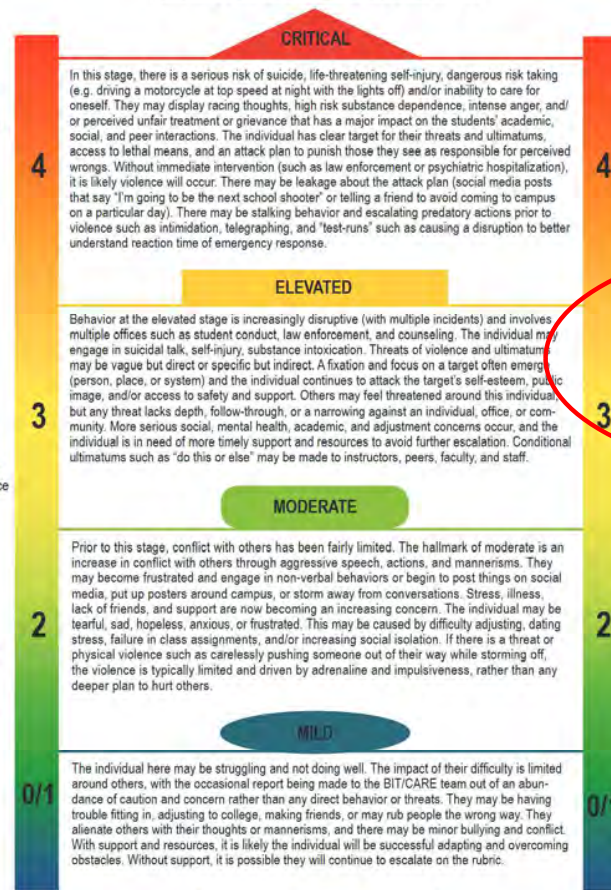 CRITICAL
In this stage, there is a serious risk of suicide, life-threatening self-injury, dangerous risk taking
(e.g. driving a motorcycle at top speed at night with the lights off) and/or inability to care for
oneself. They may display racing thoughts, high risk substance dependence, intense anger, and/
or perceived unfair treatment or grievance that has a major impact on the students' academic,
social, and peer interactions. The individual has clear target for their threats and ultimatums,
access to lethal means, and an attack plan to punish those they see as responsible for perceived
wrongs. Without immediate intervention (such as law enforcement or psychiatric hospitalization),
it is likely violence will occur. There may be leakage about the attack plan (social media posts
that say "I'm going to be the next school shooter" or telling a friend to avoid coming to campus
on a particular day). There may be stalking behavior and escalating predatory actions prior to
violence such as intimidation, telegraphing, and "test-runs" such as causing a disruption to better
understand reaction time of emergency response.
4
4
ELEVATED
Behavior at the elevated stage is increasingly disruptive (with multiple incidents) and involves
multiple offices such as student conduct, law enforcement, and counseling. The individual may
engage in suicidal talk, self-injury, substance intoxication. Threats of violence and ultimatums
may be vague but direct or specific but indirect. A fixation and focus on a target often emerge
(person, place, or system) and the individual continues to attack the target's self-esteem, public
image, and/or access to safety and support. Others may feel threatened around this individual,
but any threat lacks depth, follow-through, or a narrowing against an individual, office, or com-
munity. More serious social, mental health, academic, and adjustment concerns occur, and the
individual is in need of more timely support and resources to avoid further escalation. Conditional
ultimatums such as "do this or else" may be made to instructors, peers, faculty, and staff.
3
3
ce
MODERATE
Prior to this stage, conflict with others has been fairly limited. The hallmark of moderate is an
increase in conflict with others through aggressive speech, actions, and mannerisms. They
may become frustrated and engage in non-verbal behaviors or begin to post things on social
media, put up posters around campus, or storm away from conversations. Stress, illness,
lack of friends, and support are now becoming an increasing concern. The individual may be
tearful, sad, hopeless, anxious, or frustrated. This may be caused by difficulty adjusting, dating
stress, failure in class assignments, and/or increasing social isolation. If there is a threat or
physical violence such as carelessly pushing someone out of their way while storming off,
the violence is typically limited and driven by adrenaline and impulsiveness, rather than any
deeper plan to hurt others.
2
2
MILD
The individual here may be struggling and not doing well. The impact of their difficulty is limited
around others, with the occasional report being made to the BIT/CARE team out of an abun-
dance of caution and concern rather than any direct behavior or threats. They may be having
trouble fitting in, adjusting to college, making friends, or may rub people the wrong way. They
alienate others with their thoughts or mannerisms, and there may be minor bullying and conflict.
With support and resources, it is likely the individual will be successful adapting and overcoming
obstacles. Without support, it is possible they will continue to escalate on the rubric.
0/1
0/